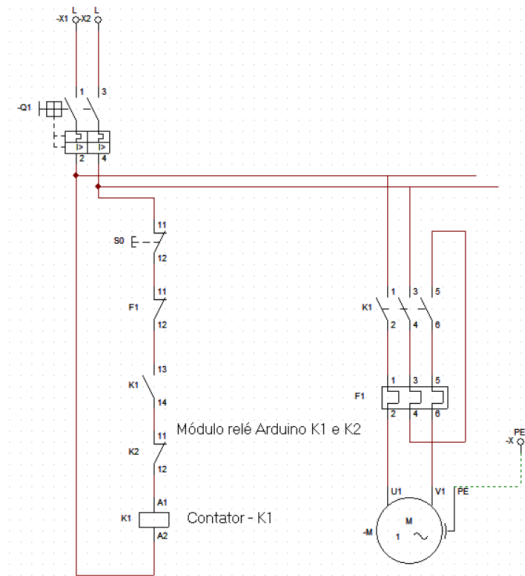 L L
-X1 -X2
1 3
-Q1
I> I>
2 4
11
S0
12
11
F1
12
13
K1
14
Módulo relé Arduino K1 e K2
11
K2
12
A1
K1 Contator - K1
A2
1 3 5
K1
2 4 6
1 3 5
F1
2 4 6
PE
-X
U1 V1 PE
M
-M
1